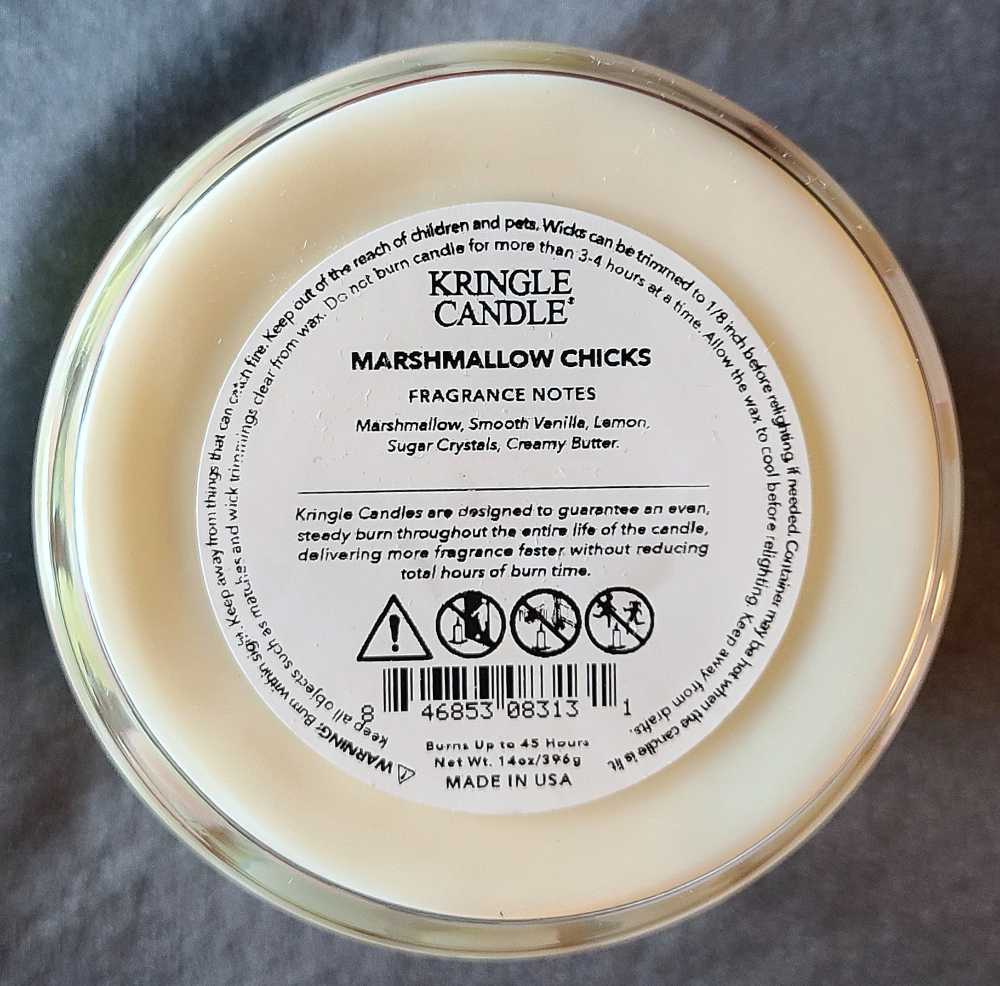 ⚠ WARNING: Burn within sight. Keep away from things that can catch fire. Keep out of the reach of children and pets. Wicks can be trimmed to 1/8 inch before relighting, if needed. Container may be hot when the candle is lit.
Keep all objects such as matches and wick trimmings clear from wax. Do not burn candle for more than 3-4 hours at a time. Allow the wax to cool before relighting. Keep away from drafts.
KRINGLE
CANDLE
MARSHMALLOW CHICKS
FRAGRANCE NOTES
Marshmallow, Smooth Vanilla, Lemon,
Sugar Crystals, Creamy Butter.
Kringle Candles are designed to guarantee an even,
steady burn throughout the entire life of the candle,
delivering more fragrance faster without reducing
total hours of burn time.
8 46853 08313 1
Burns Up to 45 Hours
Net Wt. 14oz/396g
MADE IN USA